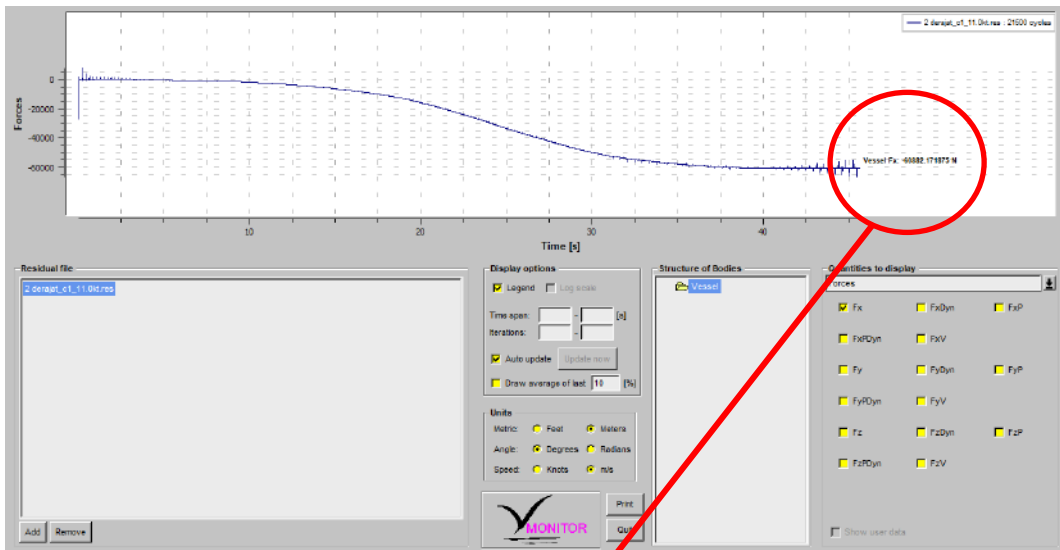 2 derajat_c1_11.0kt.res : 21500 cycles
Forces
0
-20000
-40000
-60000
Vessel Fx: -60882.171875 N
10 20 30 40
Time [s]
Residual file
2 derajat_c1_11.0kt.res
Add Remove
Display options
Legend Log scale
Time span: - [s]
Iterations: -
Auto update Update now
Draw average of last 10 [%]
Units
Metric: Feet Meters
Angle: Degrees Radians
Speed: Knots m/s
MONITOR
Print
Structure of Bodies
Vessel
Quantities to display
Forces
Fx FxDyn FxP
FxPDyn FxV
Fy FyDyn FyP
FyPDyn FyV
Fz FzDyn FzP
FzPDyn FzV
Show user data